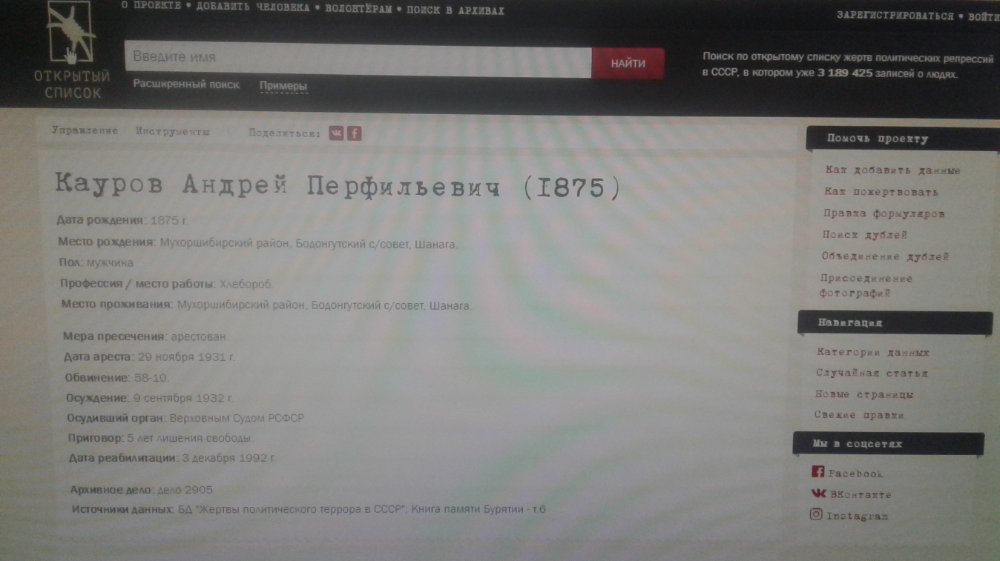 О ПРОЕКТЕ • ДОБАВИТЬ ЧЕЛОВЕКА • ВОЛОНТЁРАМ • ПОИСК В АРХИВАХ
ЗАРЕГИСТРИРОВАТЬСЯ • ВОЙТИ
ОТКРЫТЫЙ
СПИСОК
Введите имя
НАЙТИ
Расширенный поиск Примеры
Поиск по открытому списку жертв политических репрессий
в СССР, в котором уже 3 189 425 записей о людях.
Управление Инструменты Поделиться:
Кауров Андрей Перфильевич (1875)
Дата рождения: 1875 г.
Место рождения: Мухоршибирский район, Бодонгутский с/совет, Шанага.
Пол: мужчина
Профессия / место работы: Хлебороб.
Место проживания: Мухоршибирский район, Бодонгутский с/совет, Шанага.
Мера пресечения: арестован
Дата ареста: 29 ноября 1931 г.
Обвинение: 58-10.
Осуждение: 9 сентября 1932 г.
Осудивший орган: Верховным Судом РСФСР
Приговор: 5 лет лишения свободы.
Дата реабилитации: 3 декабря 1992 г.
Архивное дело: дело 2905
Источники данных: БД "Жертвы политического террора в СССР"; Книга памяти Бурятии - т.6
Помочь проекту
Как добавить данные
Как пожертвовать
Правка формуляров
Поиск дублей
Объединение дублей
Присоединение
фотографий
Навигация
Категории данных
Случайная статья
Новые страницы
Свежие правки
Мы в соцсетях
Facebook
ВКонтакте
Instagram